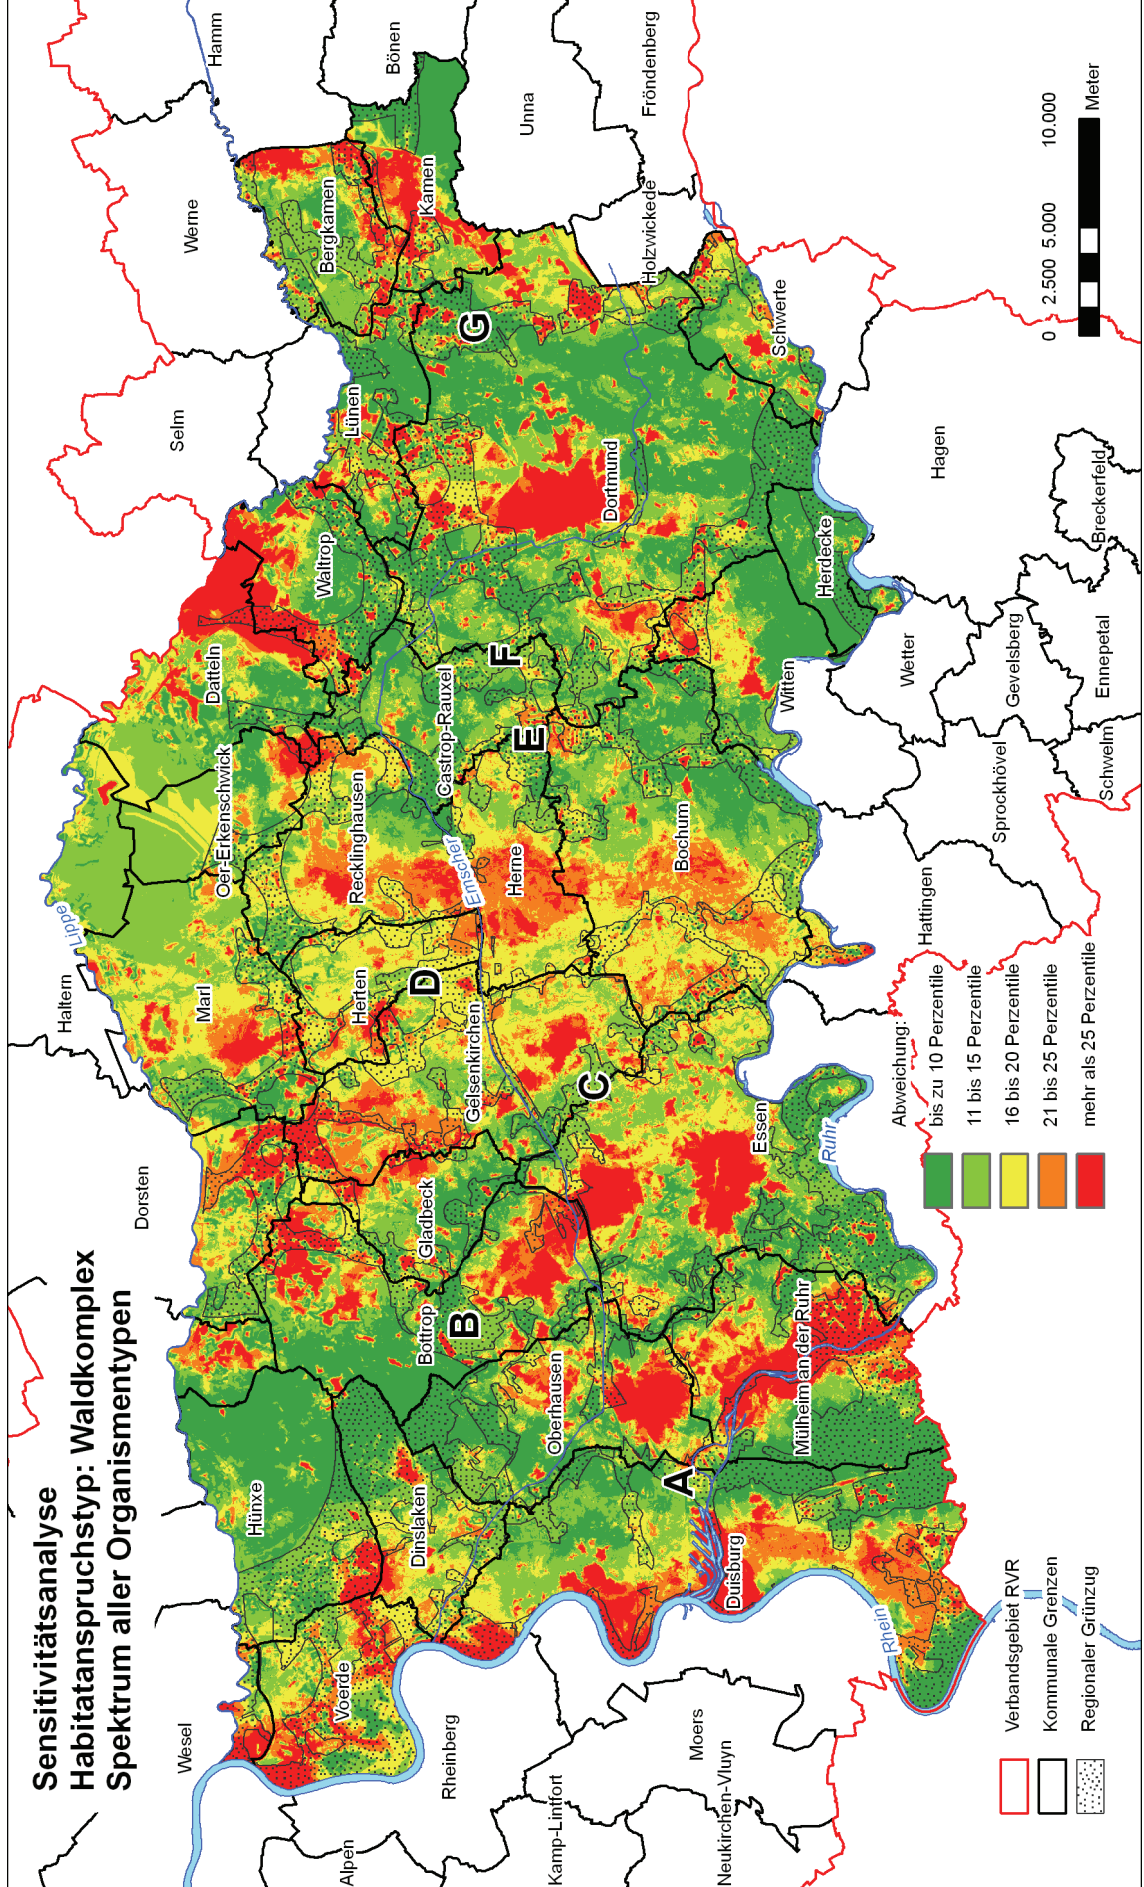 Sensitivitätsanalyse
Habitatanspruchstyp: Waldkomplex
Spektrum aller Organismentypen
Wesel
Dorsten
Haltern
Lippe
Selm
Werne
Hamm
Bönen
Unna
Fröndenberg
Holzwickede
Alpen
Rheinberg
Kamp-Lintfort
Moers
Neukirchen-Vluyn
Voerde
Hünxe
Dinslaken
Bottrop
Gladbeck
Marl
Herten
Recklinghausen
Oer-Erkenschwick
Datteln
Waltrop
Lünen
Bergkamen
Kamen
Oberhausen
Gelsenkirchen
Emscher
Herne
Castrop-Rauxel
Dortmund
Duisburg
Mülheim an der Ruhr
Essen
Ruhr
Bochum
Witten
Herdecke
Schwerte
Rhein
Hattingen
Sprockhövel
Schwelm
Wetter
Gevelsberg
Ennepetal
Hagen
Breckerfeld
A
B
C
D
E
F
G
Verbandsgebiet RVR
Kommunale Grenzen
Regionaler Grünzug
Abweichung:
bis zu 10 Perzentile
11 bis 15 Perzentile
16 bis 20 Perzentile
21 bis 25 Perzentile
mehr als 25 Perzentile
0 2.500 5.000 10.000
Meter